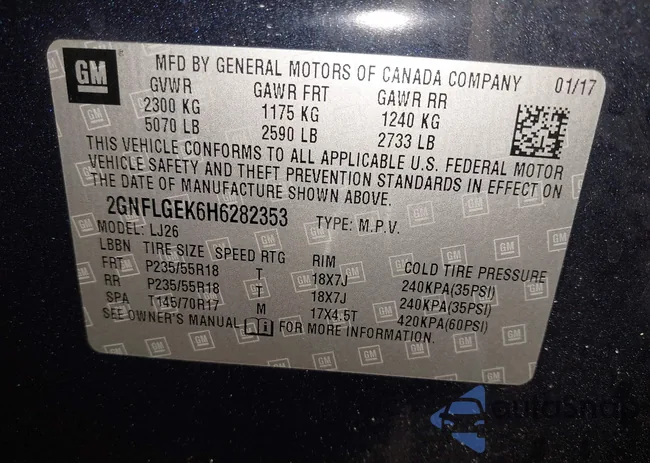 GM MFD BY GENERAL MOTORS OF CANADA COMPANY 01/17
GVWR GAWR FRT GAWR RR
2300 KG 1175 KG 1240 KG
5070 LB 2590 LB 2733 LB
THIS VEHICLE CONFORMS TO ALL APPLICABLE U.S. FEDERAL MOTOR
VEHICLE SAFETY AND THEFT PREVENTION STANDARDS IN EFFECT ON
THE DATE OF MANUFACTURE SHOWN ABOVE.
2GNFLGEK6H6282353 TYPE: M.P.V.
MODEL: LJ26
LBBN TIRE SIZE SPEED RTG RIM COLD TIRE PRESSURE
FRT P235/55R18 T 18X7J 240KPA(35PSI)
RR P235/55R18 T 18X7J 240KPA(35PSI)
SPA T145/70R17 M 17X4.5T 420KPA(60PSI)
SEE OWNER'S MANUAL FOR MORE INFORMATION.
autoSnap